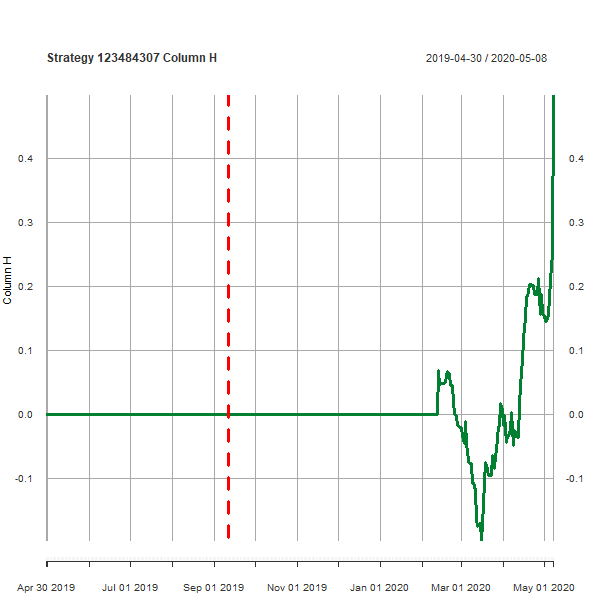 Strategy 123484307 Column H
2019-04-30 / 2020-05-08
Column H
0.4 0.4
0.3 0.3
0.2 0.2
0.1 0.1
0.0 0.0
-0.1 -0.1
Apr 30 2019 Jul 01 2019 Sep 01 2019 Nov 01 2019 Jan 01 2020 Mar 01 2020 May 01 2020